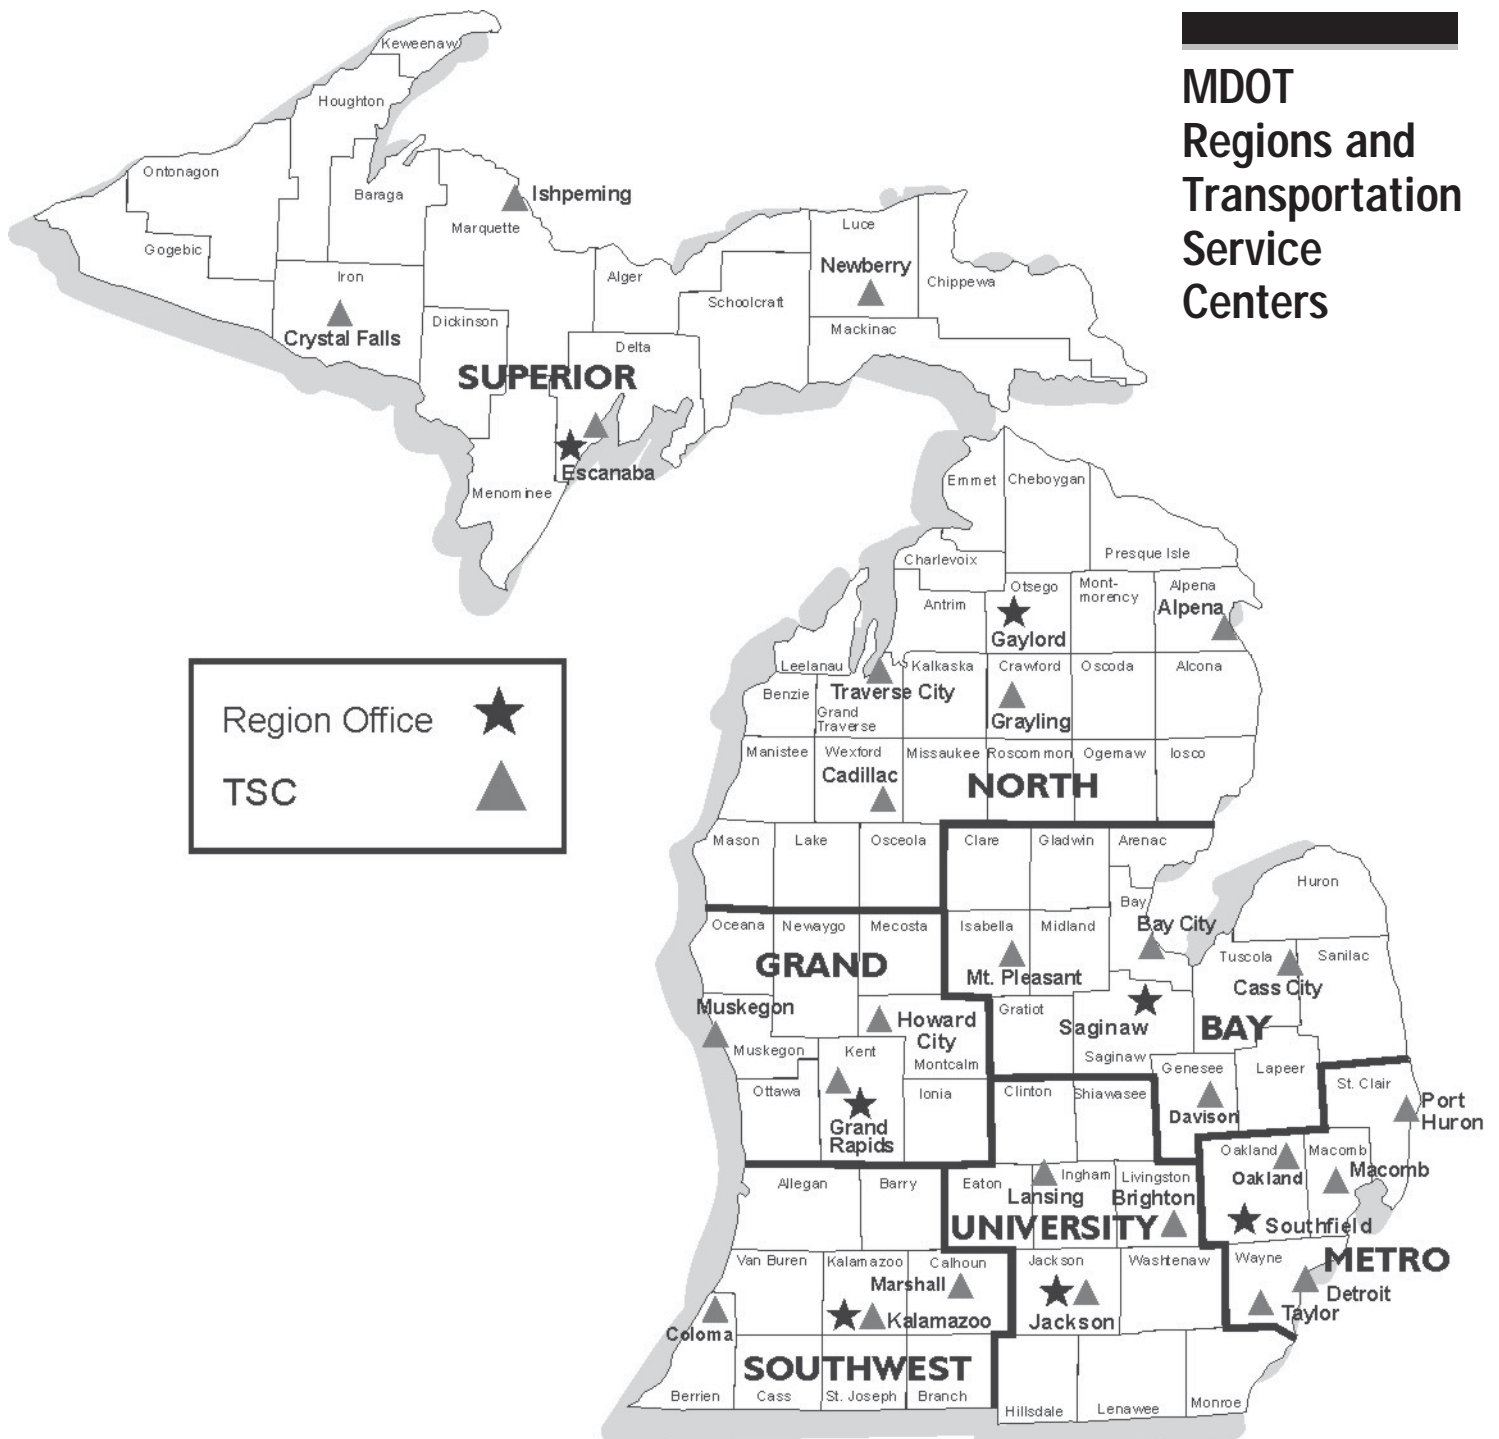 MDOT
Regions and
Transportation
Service
Centers
Keweenaw
Houghton
Ontonagon
Baraga
Ishpeming
Marquette
Luce
Gogebic
Newberry
Iron
Alger
Chippewa
Schoolcraft
Dickinson
Mackinac
Crystal Falls
Delta
SUPERIOR
Escanaba
Menominee
Emmet
Cheboygan
Presque Isle
Charlevoix
Otsego
Mont-
morency
Alpena
Alpena
Antrim
Gaylord
Leelanau
Kalkaska
Crawford
Oscoda
Alcona
Benzie
Traverse City
Grand
Traverse
Grayling
Region Office
TSC
Manistee
Wexford
Missaukee
Roscommon
Ogemaw
Iosco
Cadillac
NORTH
Mason
Lake
Osceola
Clare
Gladwin
Arenac
Huron
Bay
Oceana
Newaygo
Mecosta
Isabella
Midland
Bay City
Tuscola
Sanilac
GRAND
Mt. Pleasant
Cass City
Muskegon
Howard
City
Gratiot
Saginaw
BAY
Muskegon
Kent
Montcalm
Saginaw
Genesee
Lapeer
St. Clair
Ottawa
Ionia
Clinton
Shiawasee
Port
Huron
Davison
Grand
Rapids
Oakland
Macomb
Oakland
Macomb
Allegan
Barry
Eaton
Ingham
Livingston
Lansing
Brighton
UNIVERSITY
Southfield
Van Buren
Kalamazoo
Calhoun
Jackson
Washtenaw
Wayne
METRO
Marshall
Detroit
Taylor
Coloma
Kalamazoo
Jackson
SOUTHWEST
Berrien
Cass
St. Joseph
Branch
Hillsdale
Lenawee
Monroe